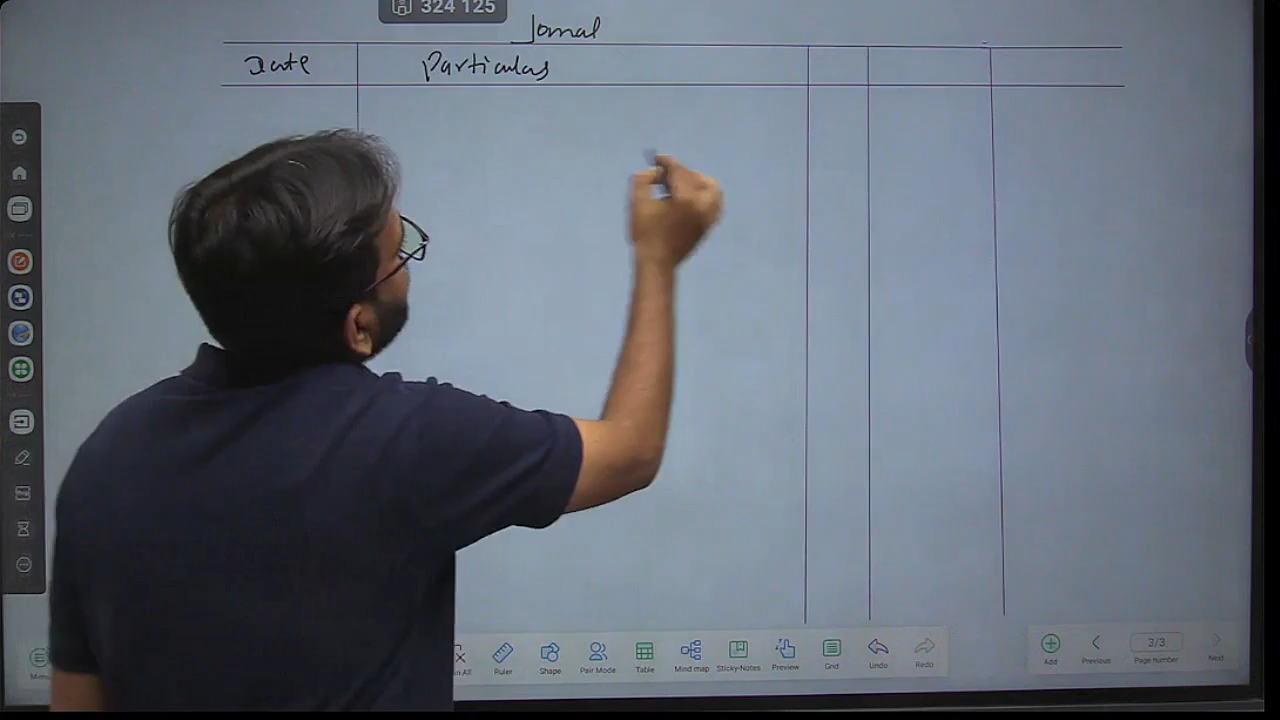 324 125
Jornal
Date Particulas
Ruler Shape Pair Mode Table Mind map Sticky-Notes Preview Grid Undo Redo Add Previous 3/3 Page number Next